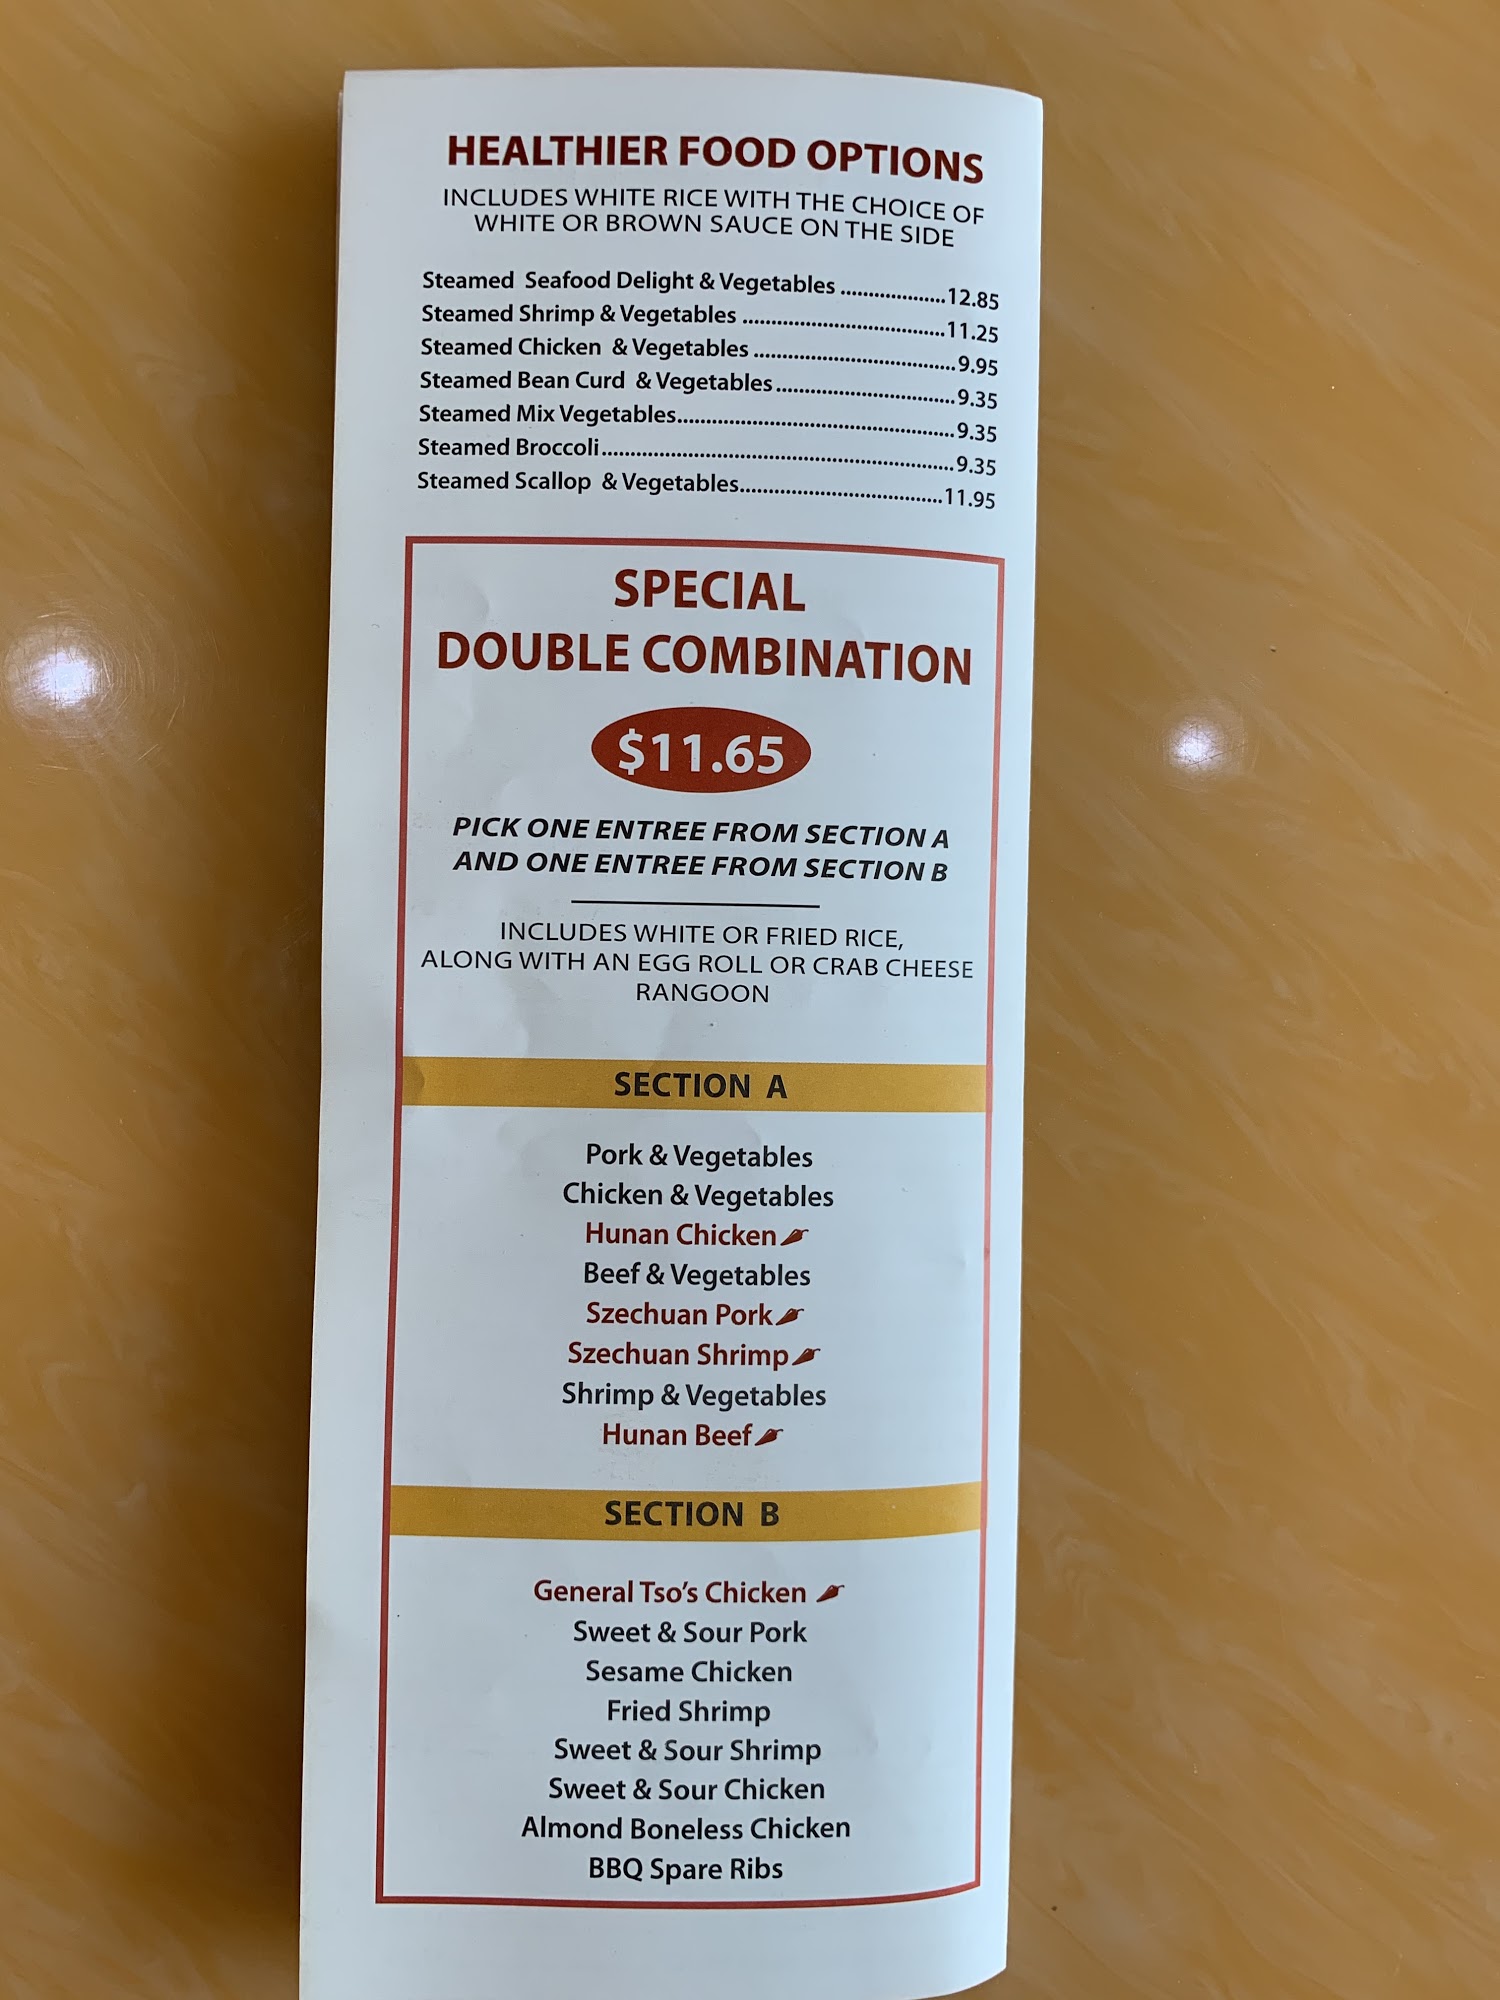 HEALTHIER FOOD OPTIONS
INCLUDES WHITE RICE WITH THE CHOICE OF
WHITE OR BROWN SAUCE ON THE SIDE
Steamed Seafood Delight & Vegetables ....................12.85
Steamed Shrimp & Vegetables .......................................11.25
Steamed Chicken & Vegetables .......................................9.95
Steamed Bean Curd & Vegetables...................................9.35
Steamed Mix Vegetables.....................................................9.35
Steamed Broccoli...................................................................9.35
Steamed Scallop & Vegetables.......................................11.95
SPECIAL
DOUBLE COMBINATION
$11.65
PICK ONE ENTREE FROM SECTION A
AND ONE ENTREE FROM SECTION B
INCLUDES WHITE OR FRIED RICE,
ALONG WITH AN EGG ROLL OR CRAB CHEESE
RANGOON
SECTION A
Pork & Vegetables
Chicken & Vegetables
Hunan Chicken
Beef & Vegetables
Szechuan Pork
Szechuan Shrimp
Shrimp & Vegetables
Hunan Beef
SECTION B
General Tso's Chicken
Sweet & Sour Pork
Sesame Chicken
Fried Shrimp
Sweet & Sour Shrimp
Sweet & Sour Chicken
Almond Boneless Chicken
BBQ Spare Ribs